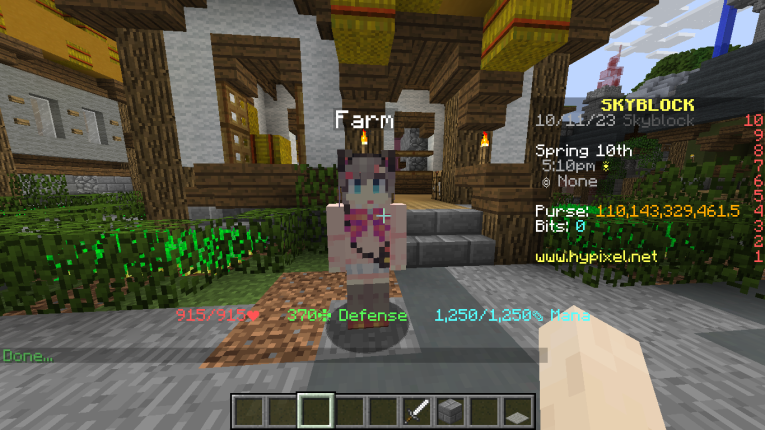 SKYBLOCK
10/11/23 Skyblock
Farm
Spring 10th
5:10pm
None
Purse: 110,143,329,461.5
Bits: 0
www.hypixel.net
10
9
8
7
6
5
4
3
2
1
915/915❤ 370 Defense 1,250/1,250 Mana
Done...